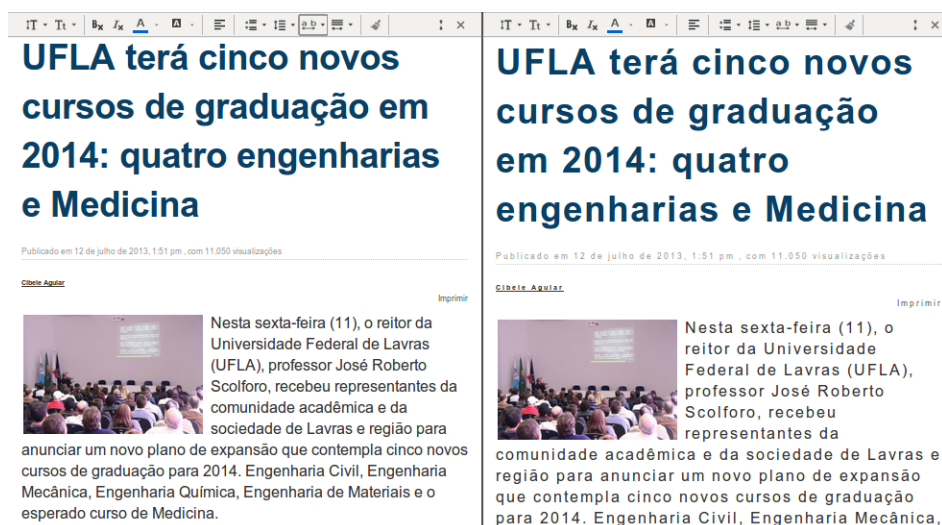 UFLA terá cinco novos
cursos de graduação em
2014: quatro engenharias
e Medicina
Publicado em 12 de julho de 2013, 1:51 pm , com 11.050 visualizações
Cibele Aguiar
Imprimir
Nesta sexta-feira (11), o reitor da
Universidade Federal de Lavras
(UFLA), professor José Roberto
Scolforo, recebeu representantes da
comunidade acadêmica e da
sociedade de Lavras e região para
anunciar um novo plano de expansão que contempla cinco novos
cursos de graduação para 2014. Engenharia Civil, Engenharia
Mecânica, Engenharia Química, Engenharia de Materiais e o
esperado curso de Medicina.
UFLA terá cinco novos
cursos de graduação
em 2014: quatro
engenharias e Medicina
Publicado em 12 de julho de 2013, 1:51 pm , com 11.050 visualizações
Cibele Aguiar
Imprimir
Nesta sexta-feira (11), o
reitor da Universidade
Federal de Lavras (UFLA),
professor José Roberto
Scolforo, recebeu
representantes da
comunidade acadêmica e da sociedade de Lavras e
região para anunciar um novo plano de expansão
que contempla cinco novos cursos de graduação
para 2014. Engenharia Civil, Engenharia Mecânica,